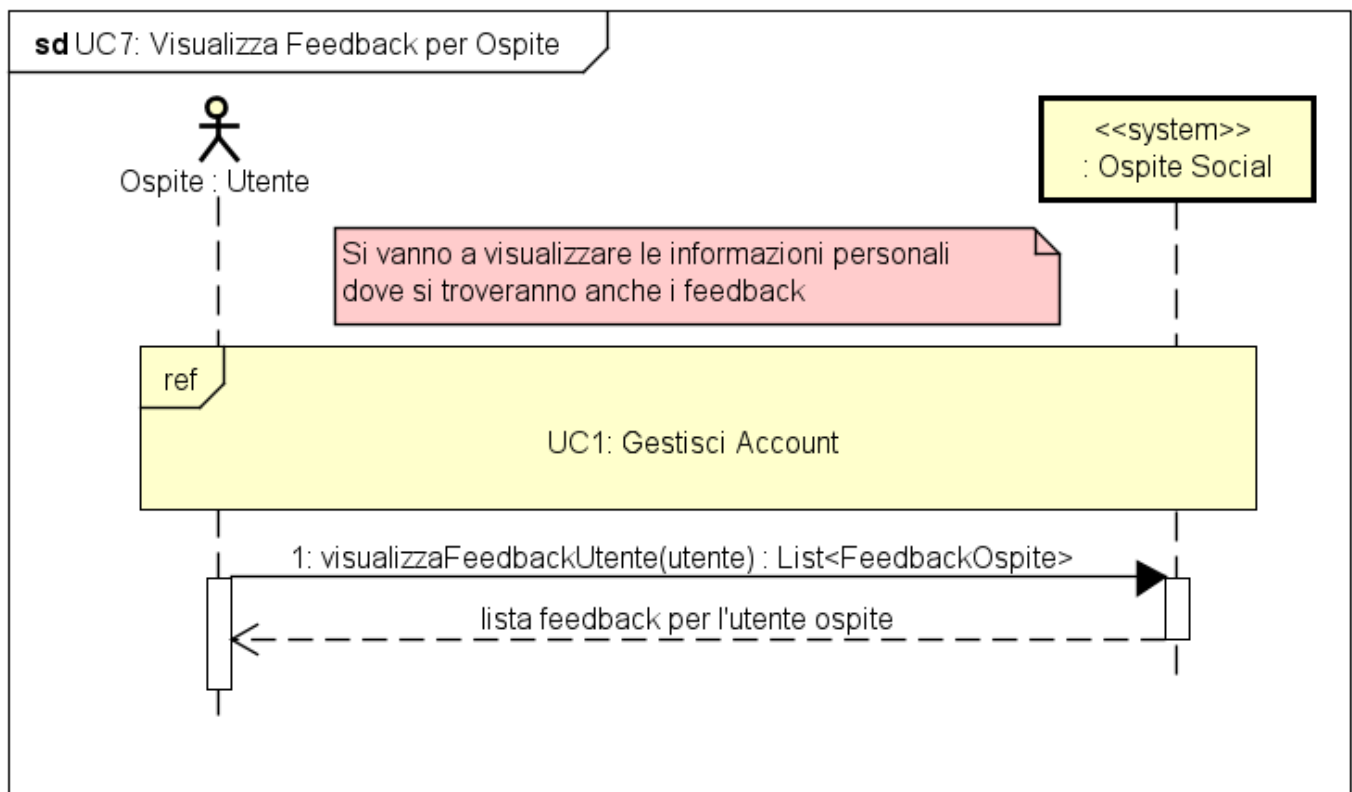 sd UC7: Visualizza Feedback per Ospite
Ospite : Utente
<<system>>
: Ospite Social
Si vanno a visualizzare le informazioni personali
dove si troveranno anche i feedback
ref
UC1: Gestisci Account
1: visualizzaFeedbackUtente(utente) : List<FeedbackOspite>
lista feedback per l'utente ospite